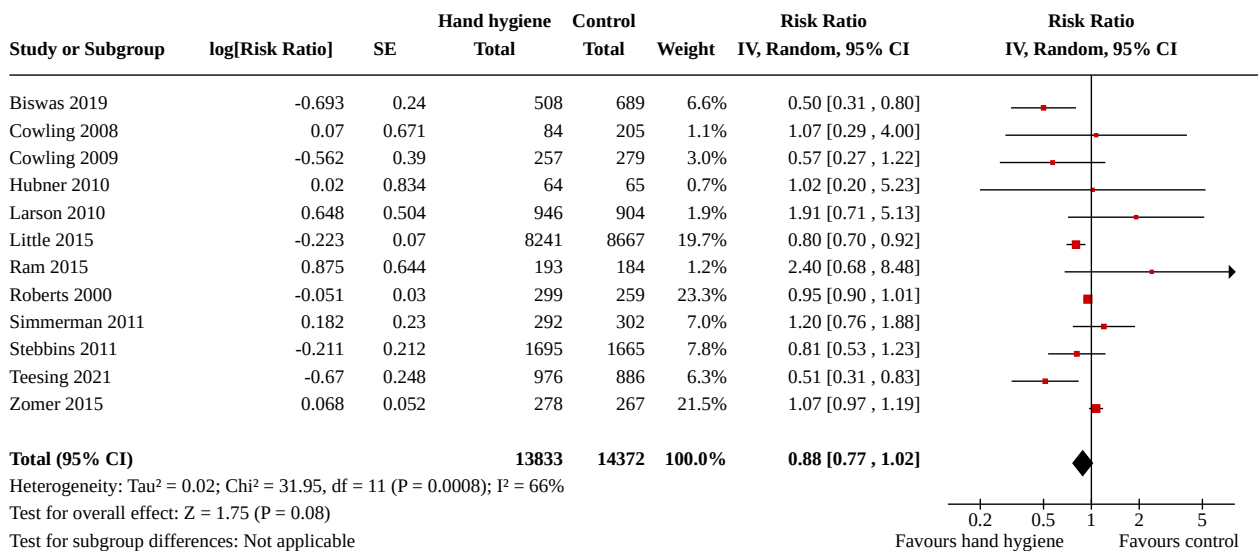 Hand hygiene Control Risk Ratio Risk Ratio
Study or Subgroup log[Risk Ratio] SE Total Total Weight IV, Random, 95% CI IV, Random, 95% CI
Biswas 2019 -0.693 0.24 508 689 6.6% 0.50 [0.31 , 0.80]
Cowling 2008 0.07 0.671 84 205 1.1% 1.07 [0.29 , 4.00]
Cowling 2009 -0.562 0.39 257 279 3.0% 0.57 [0.27 , 1.22]
Hubner 2010 0.02 0.834 64 65 0.7% 1.02 [0.20 , 5.23]
Larson 2010 0.648 0.504 946 904 1.9% 1.91 [0.71 , 5.13]
Little 2015 -0.223 0.07 8241 8667 19.7% 0.80 [0.70 , 0.92]
Ram 2015 0.875 0.644 193 184 1.2% 2.40 [0.68 , 8.48]
Roberts 2000 -0.051 0.03 299 259 23.3% 0.95 [0.90 , 1.01]
Simmerman 2011 0.182 0.23 292 302 7.0% 1.20 [0.76 , 1.88]
Stebbins 2011 -0.211 0.212 1695 1665 7.8% 0.81 [0.53 , 1.23]
Teesing 2021 -0.67 0.248 976 886 6.3% 0.51 [0.31 , 0.83]
Zomer 2015 0.068 0.052 278 267 21.5% 1.07 [0.97 , 1.19]
Total (95% CI) 13833 14372 100.0% 0.88 [0.77 , 1.02]
Heterogeneity: Tau² = 0.02; Chi² = 31.95, df = 11 (P = 0.0008); I² = 66%
Test for overall effect: Z = 1.75 (P = 0.08)
Test for subgroup differences: Not applicable
0.2 0.5 1 2 5
Favours hand hygiene Favours control